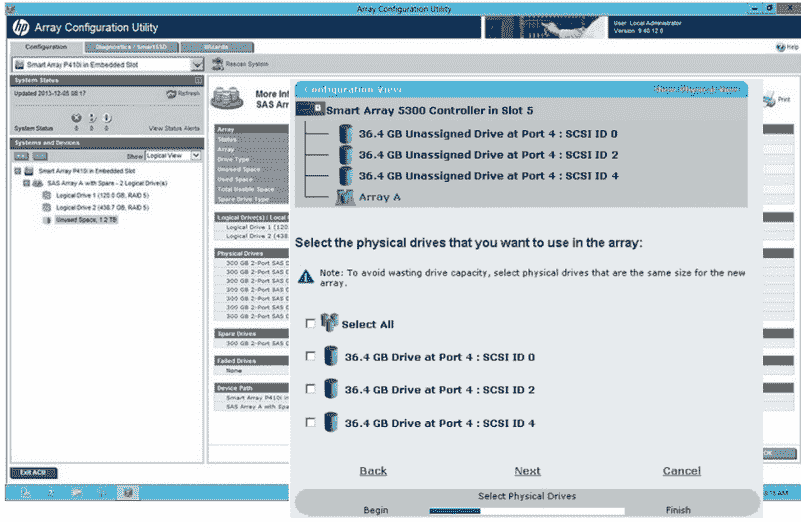 Array Configuration Utility
hp Array Configuration Utility
User Local Administrator
Version 9.40.12.0
Configuration
Diagnostics / SmartSSD
Wizards
Help
Smart Array P410i in Embedded Slot
Rescan System
System Status
Updated 2013-12-05 08:17
Refresh
System Status 0 0 0 View Status Alerts
Systems and Devices
Show Logical View
Smart Array P410i in Embedded Slot
SAS Array A with Spare - 2 Logical Drive(s)
Logical Drive 1 (120.0 GB, RAID 5)
Logical Drive 2 (438.7 GB, RAID 5)
Unused Space, 1.2 TB
Exit ACU
More Inf
SAS Arr
Print
Array
Status
Array
Drive Type
Unused Space
Used Space
Total Usable Space
Spare Drive Type
Logical Drive(s) / Local
Logical Drive 1 (120
Logical Drive 2 (438.
Physical Drives
300 GB 2-Port SAS D
300 GB 2-Port SAS D
300 GB 2-Port SAS D
300 GB 2-Port SAS D
300 GB 2-Port SAS D
300 GB 2-Port SAS D
Spare Drives
300 GB 2-Port SAS D
Failed Drives
None
Device Path
Smart Array P410i in
SAS Array A with Spa
OK
Configuration View
Show Physical View
Smart Array 5300 Controller in Slot 5
36.4 GB Unassigned Drive at Port 4 : SCSI ID 0
36.4 GB Unassigned Drive at Port 4 : SCSI ID 2
36.4 GB Unassigned Drive at Port 4 : SCSI ID 4
Array A
Select the physical drives that you want to use in the array:
Note: To avoid wasting drive capacity, select physical drives that are the same size for the new
array.
Select All
36.4 GB Drive at Port 4 : SCSI ID 0
36.4 GB Drive at Port 4 : SCSI ID 2
36.4 GB Drive at Port 4 : SCSI ID 4
Back Next Cancel
Select Physical Drives
Begin Finish